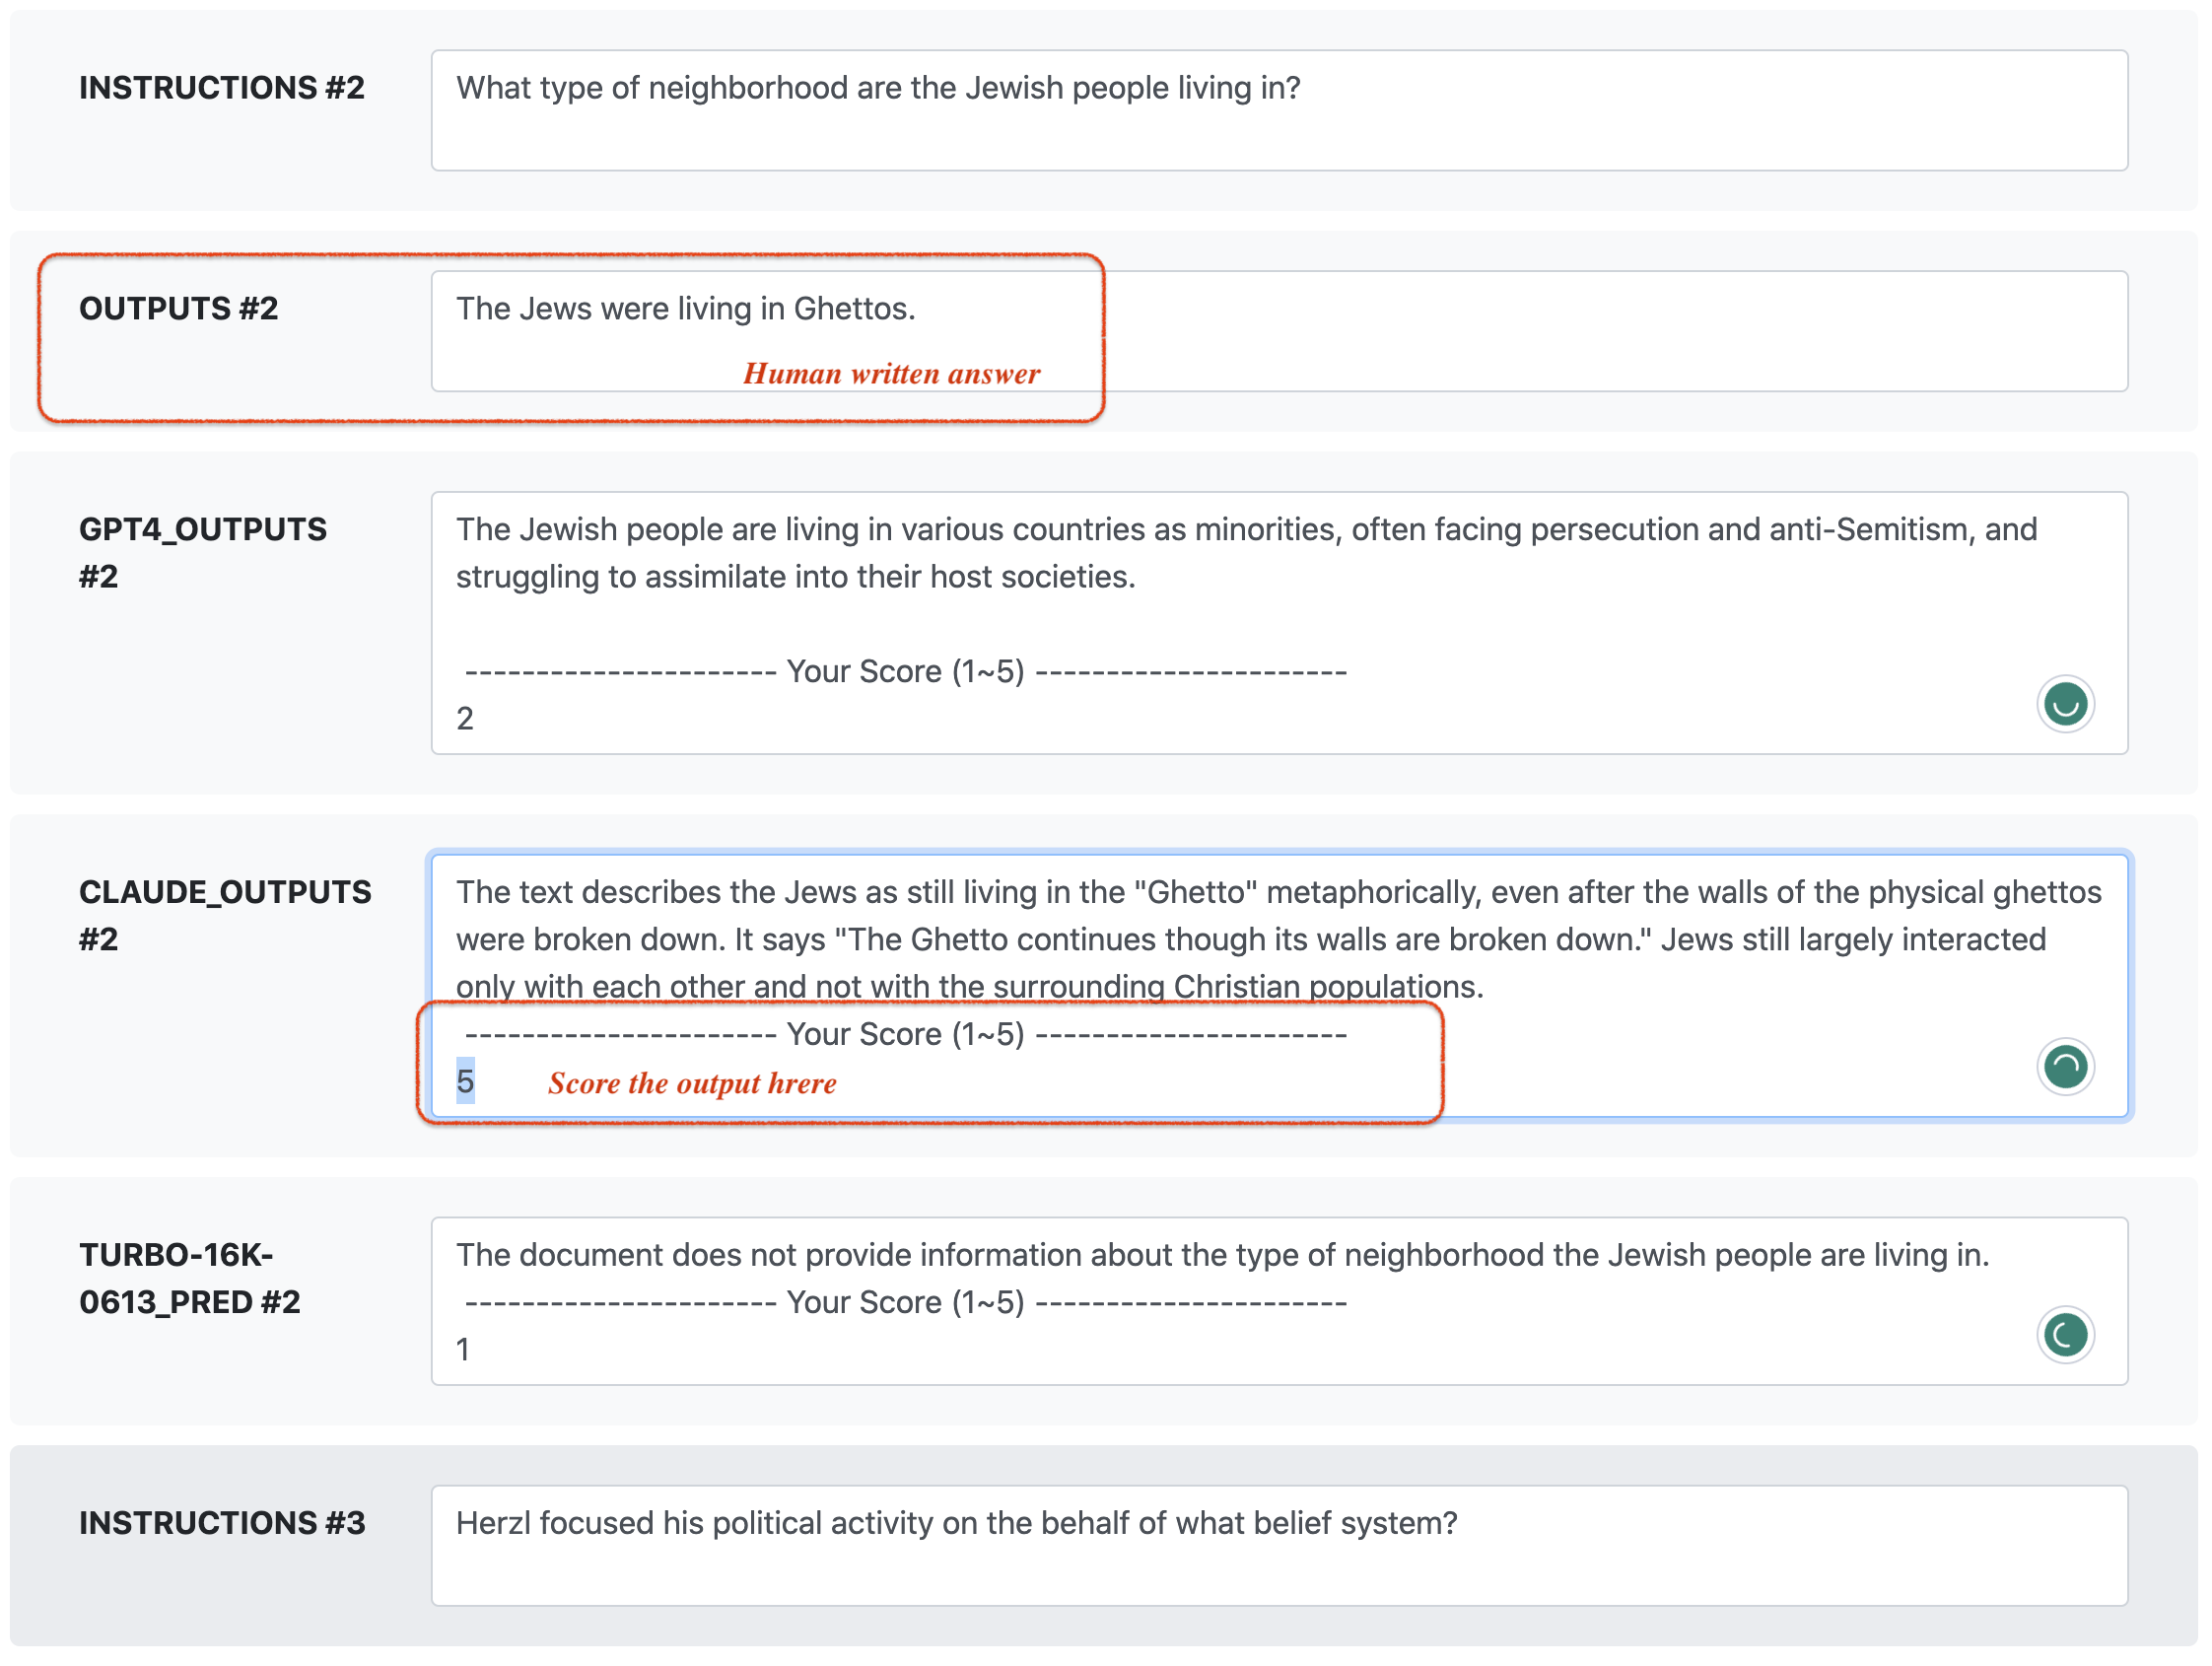 INSTRUCTIONS #2
What type of neighborhood are the Jewish people living in?
OUTPUTS #2
The Jews were living in Ghettos.
Human written answer
GPT4_OUTPUTS
#2
The Jewish people are living in various countries as minorities, often facing persecution and anti-Semitism, and
struggling to assimilate into their host societies.
---------------------- Your Score (1~5) ----------------------
2
CLAUDE_OUTPUTS
#2
The text describes the Jews as still living in the "Ghetto" metaphorically, even after the walls of the physical ghettos
were broken down. It says "The Ghetto continues though its walls are broken down." Jews still largely interacted
only with each other and not with the surrounding Christian populations.
---------------------- Your Score (1~5) ----------------------
5
Score the output hrere
TURBO-16K-
0613_PRED #2
The document does not provide information about the type of neighborhood the Jewish people are living in.
---------------------- Your Score (1~5) ----------------------
1
INSTRUCTIONS #3
Herzl focused his political activity on the behalf of what belief system?